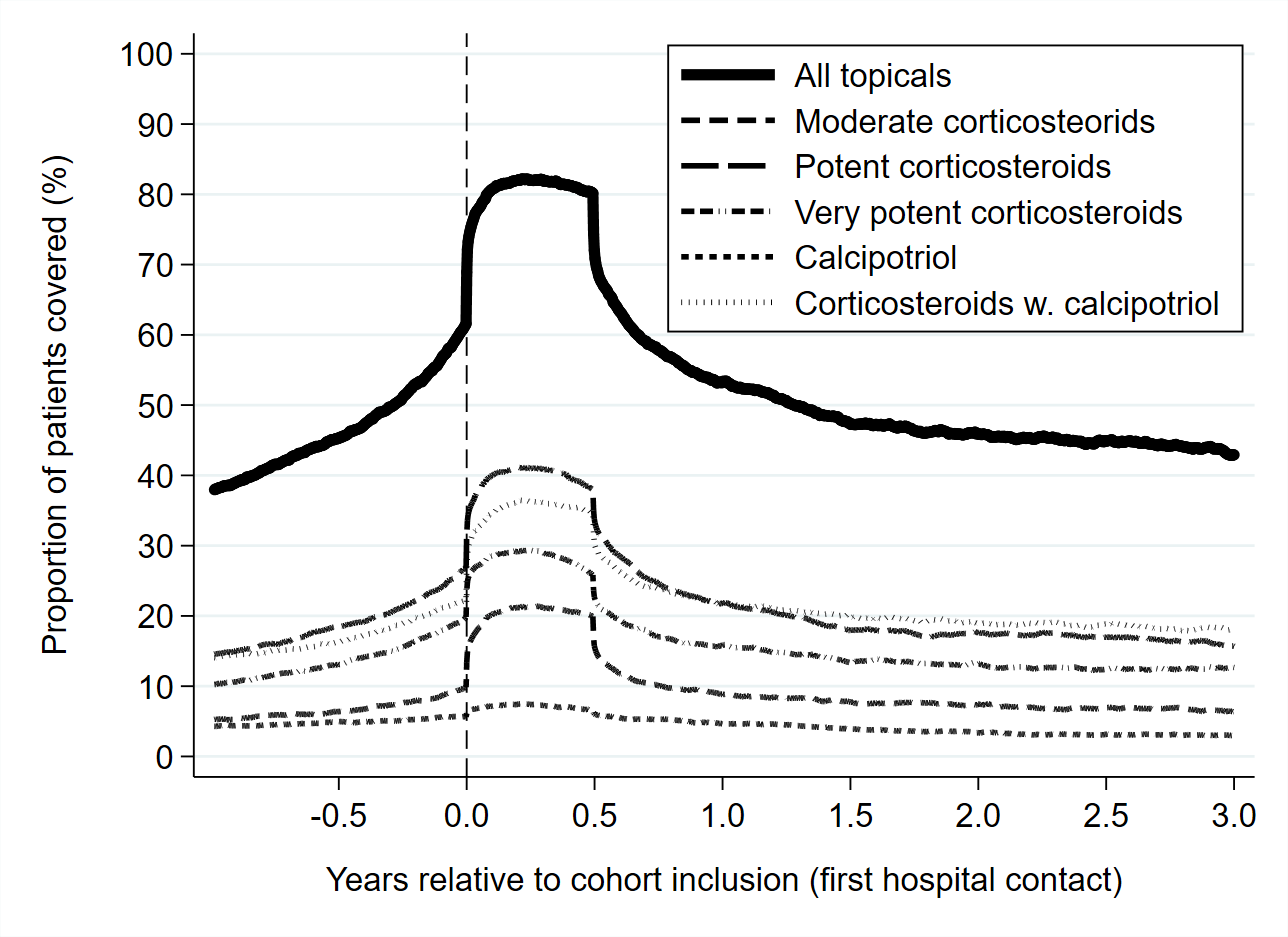 Proportion of patients covered (%)
100
90
80
70
60
50
40
30
20
10
0
All topicals
Moderate corticosteorids
Potent corticosteroids
Very potent corticosteroids
Calcipotriol
Corticosteroids w. calcipotriol
-0.5 0.0 0.5 1.0 1.5 2.0 2.5 3.0
Years relative to cohort inclusion (first hospital contact)